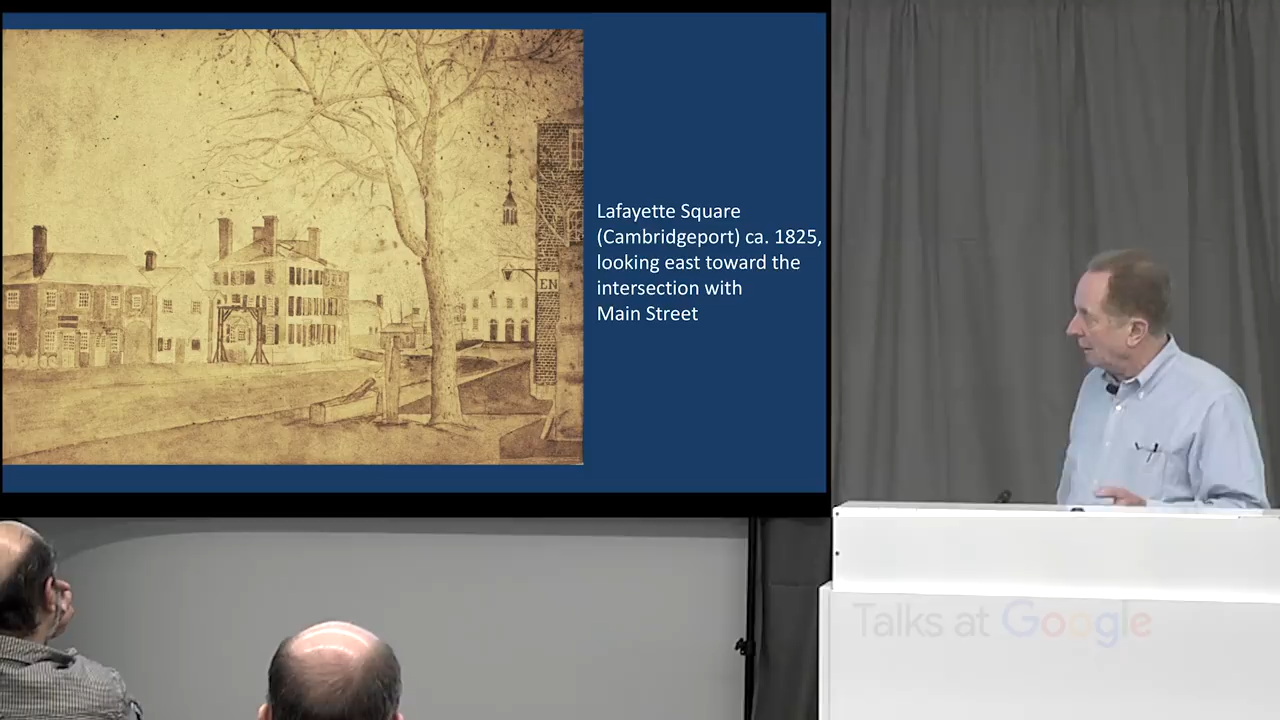 Lafayette Square
(Cambridgeport) ca. 1825,
looking east toward the
intersection with
Main Street
EN
Talks at Google